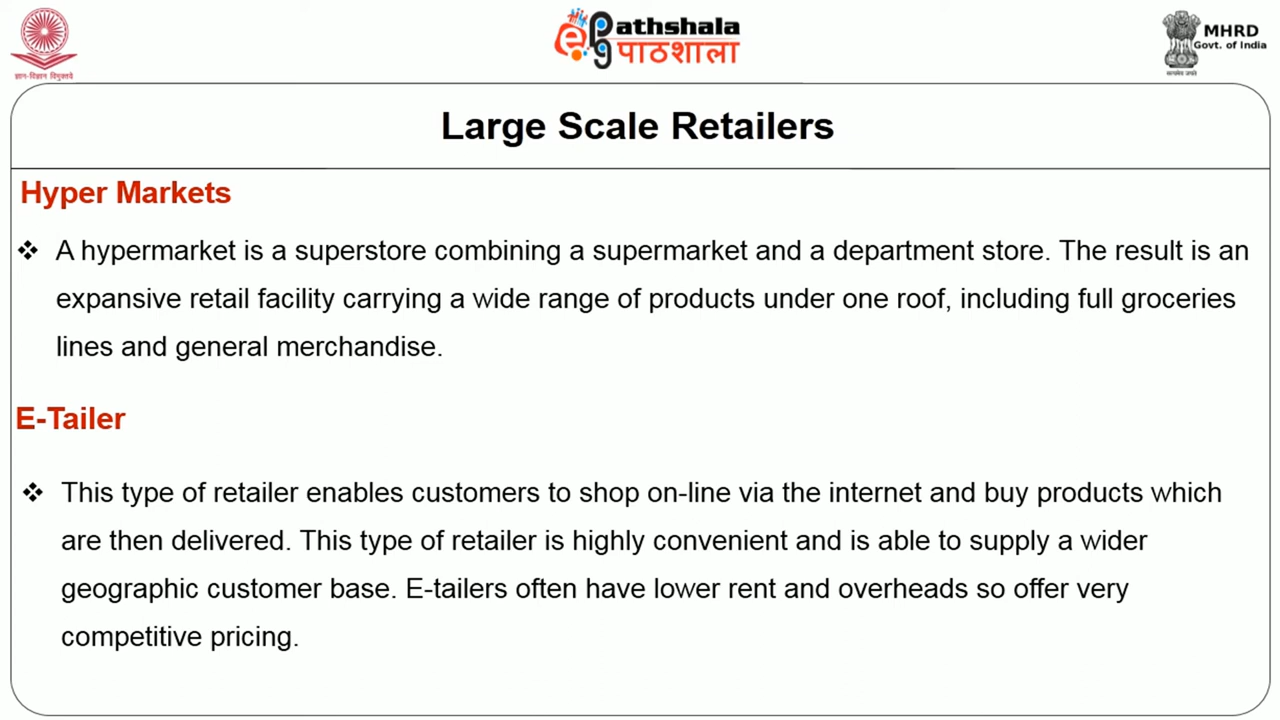 ज्ञान-विज्ञान विमुक्तये
ePathshala
पाठशाला
सत्यमेव जयते
MHRD
Govt. of India
Large Scale Retailers
Hyper Markets
❖ A hypermarket is a superstore combining a supermarket and a department store. The result is an
expansive retail facility carrying a wide range of products under one roof, including full groceries
lines and general merchandise.
E-Tailer
❖ This type of retailer enables customers to shop on-line via the internet and buy products which
are then delivered. This type of retailer is highly convenient and is able to supply a wider
geographic customer base. E-tailers often have lower rent and overheads so offer very
competitive pricing.